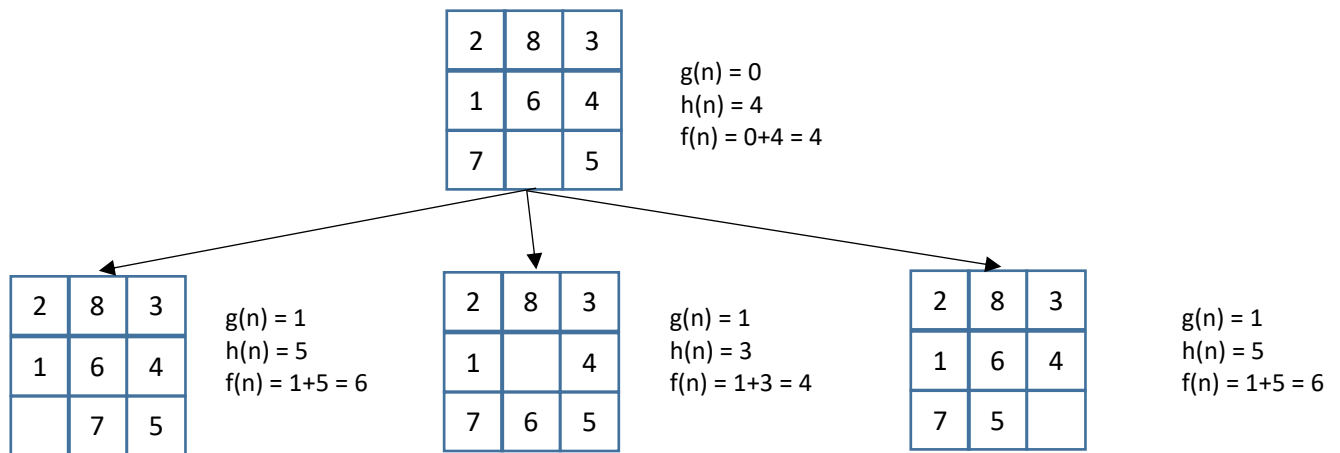 2 8 3
1 6 4
7 5
g(n) = 0
h(n) = 4
f(n) = 0+4 = 4
2 8 3
1 6 4
7 5
g(n) = 1
h(n) = 5
f(n) = 1+5 = 6
2 8 3
1 4
7 6 5
g(n) = 1
h(n) = 3
f(n) = 1+3 = 4
2 8 3
1 6 4
7 5
g(n) = 1
h(n) = 5
f(n) = 1+5 = 6